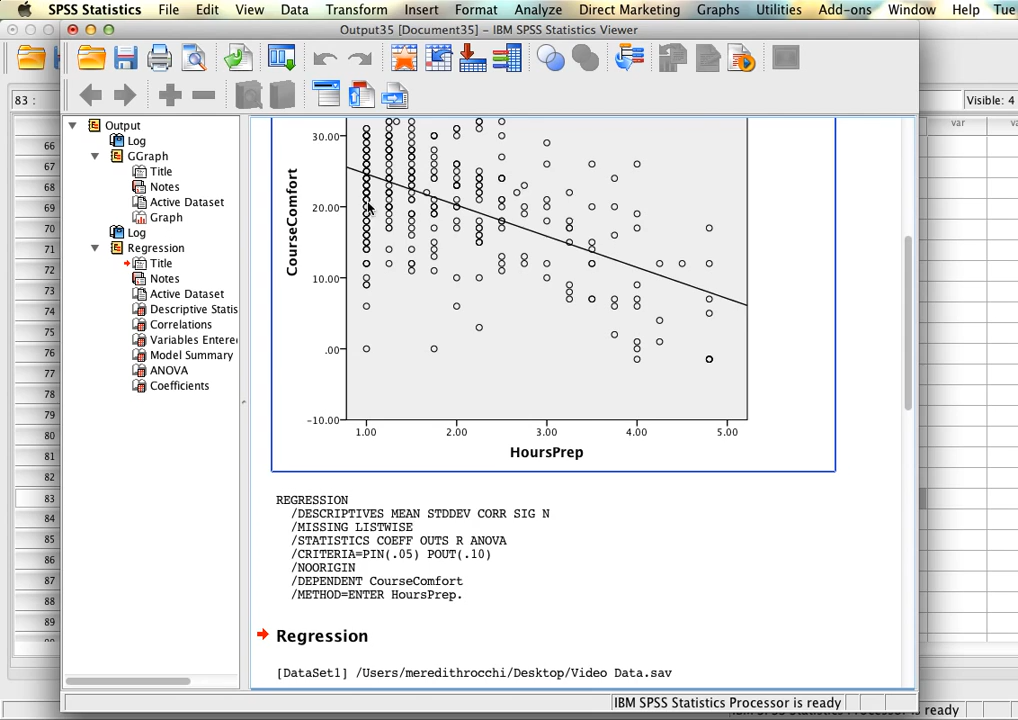 SPSS Statistics File Edit View Data Transform Insert Format Analyze Direct Marketing Graphs Utilities Add-ons Window Help Tue
Output35 [Document35] – IBM SPSS Statistics Viewer
83 :
Visible: 4
var
Output
Log
GGraph
Title
Notes
Active Dataset
Graph
Log
Regression
Title
Notes
Active Dataset
Descriptive Statis
Correlations
Variables Entered
Model Summary
ANOVA
Coefficients
66
67
68
69
70
71
72
73
74
75
76
77
78
79
80
81
82
83
84
85
86
87
88
89
CourseComfort
30.00
20.00
10.00
.00
-10.00
1.00 2.00 3.00 4.00 5.00
HoursPrep
REGRESSION
/DESCRIPTIVES MEAN STDDEV CORR SIG N
/MISSING LISTWISE
/STATISTICS COEFF OUTS R ANOVA
/CRITERIA=PIN(.05) POUT(.10)
/NOORIGIN
/DEPENDENT CourseComfort
/METHOD=ENTER HoursPrep.
Regression
[DataSet1] /Users/meredithrocchi/Desktop/Video Data.sav
IBM SPSS Statistics Processor is ready
ready